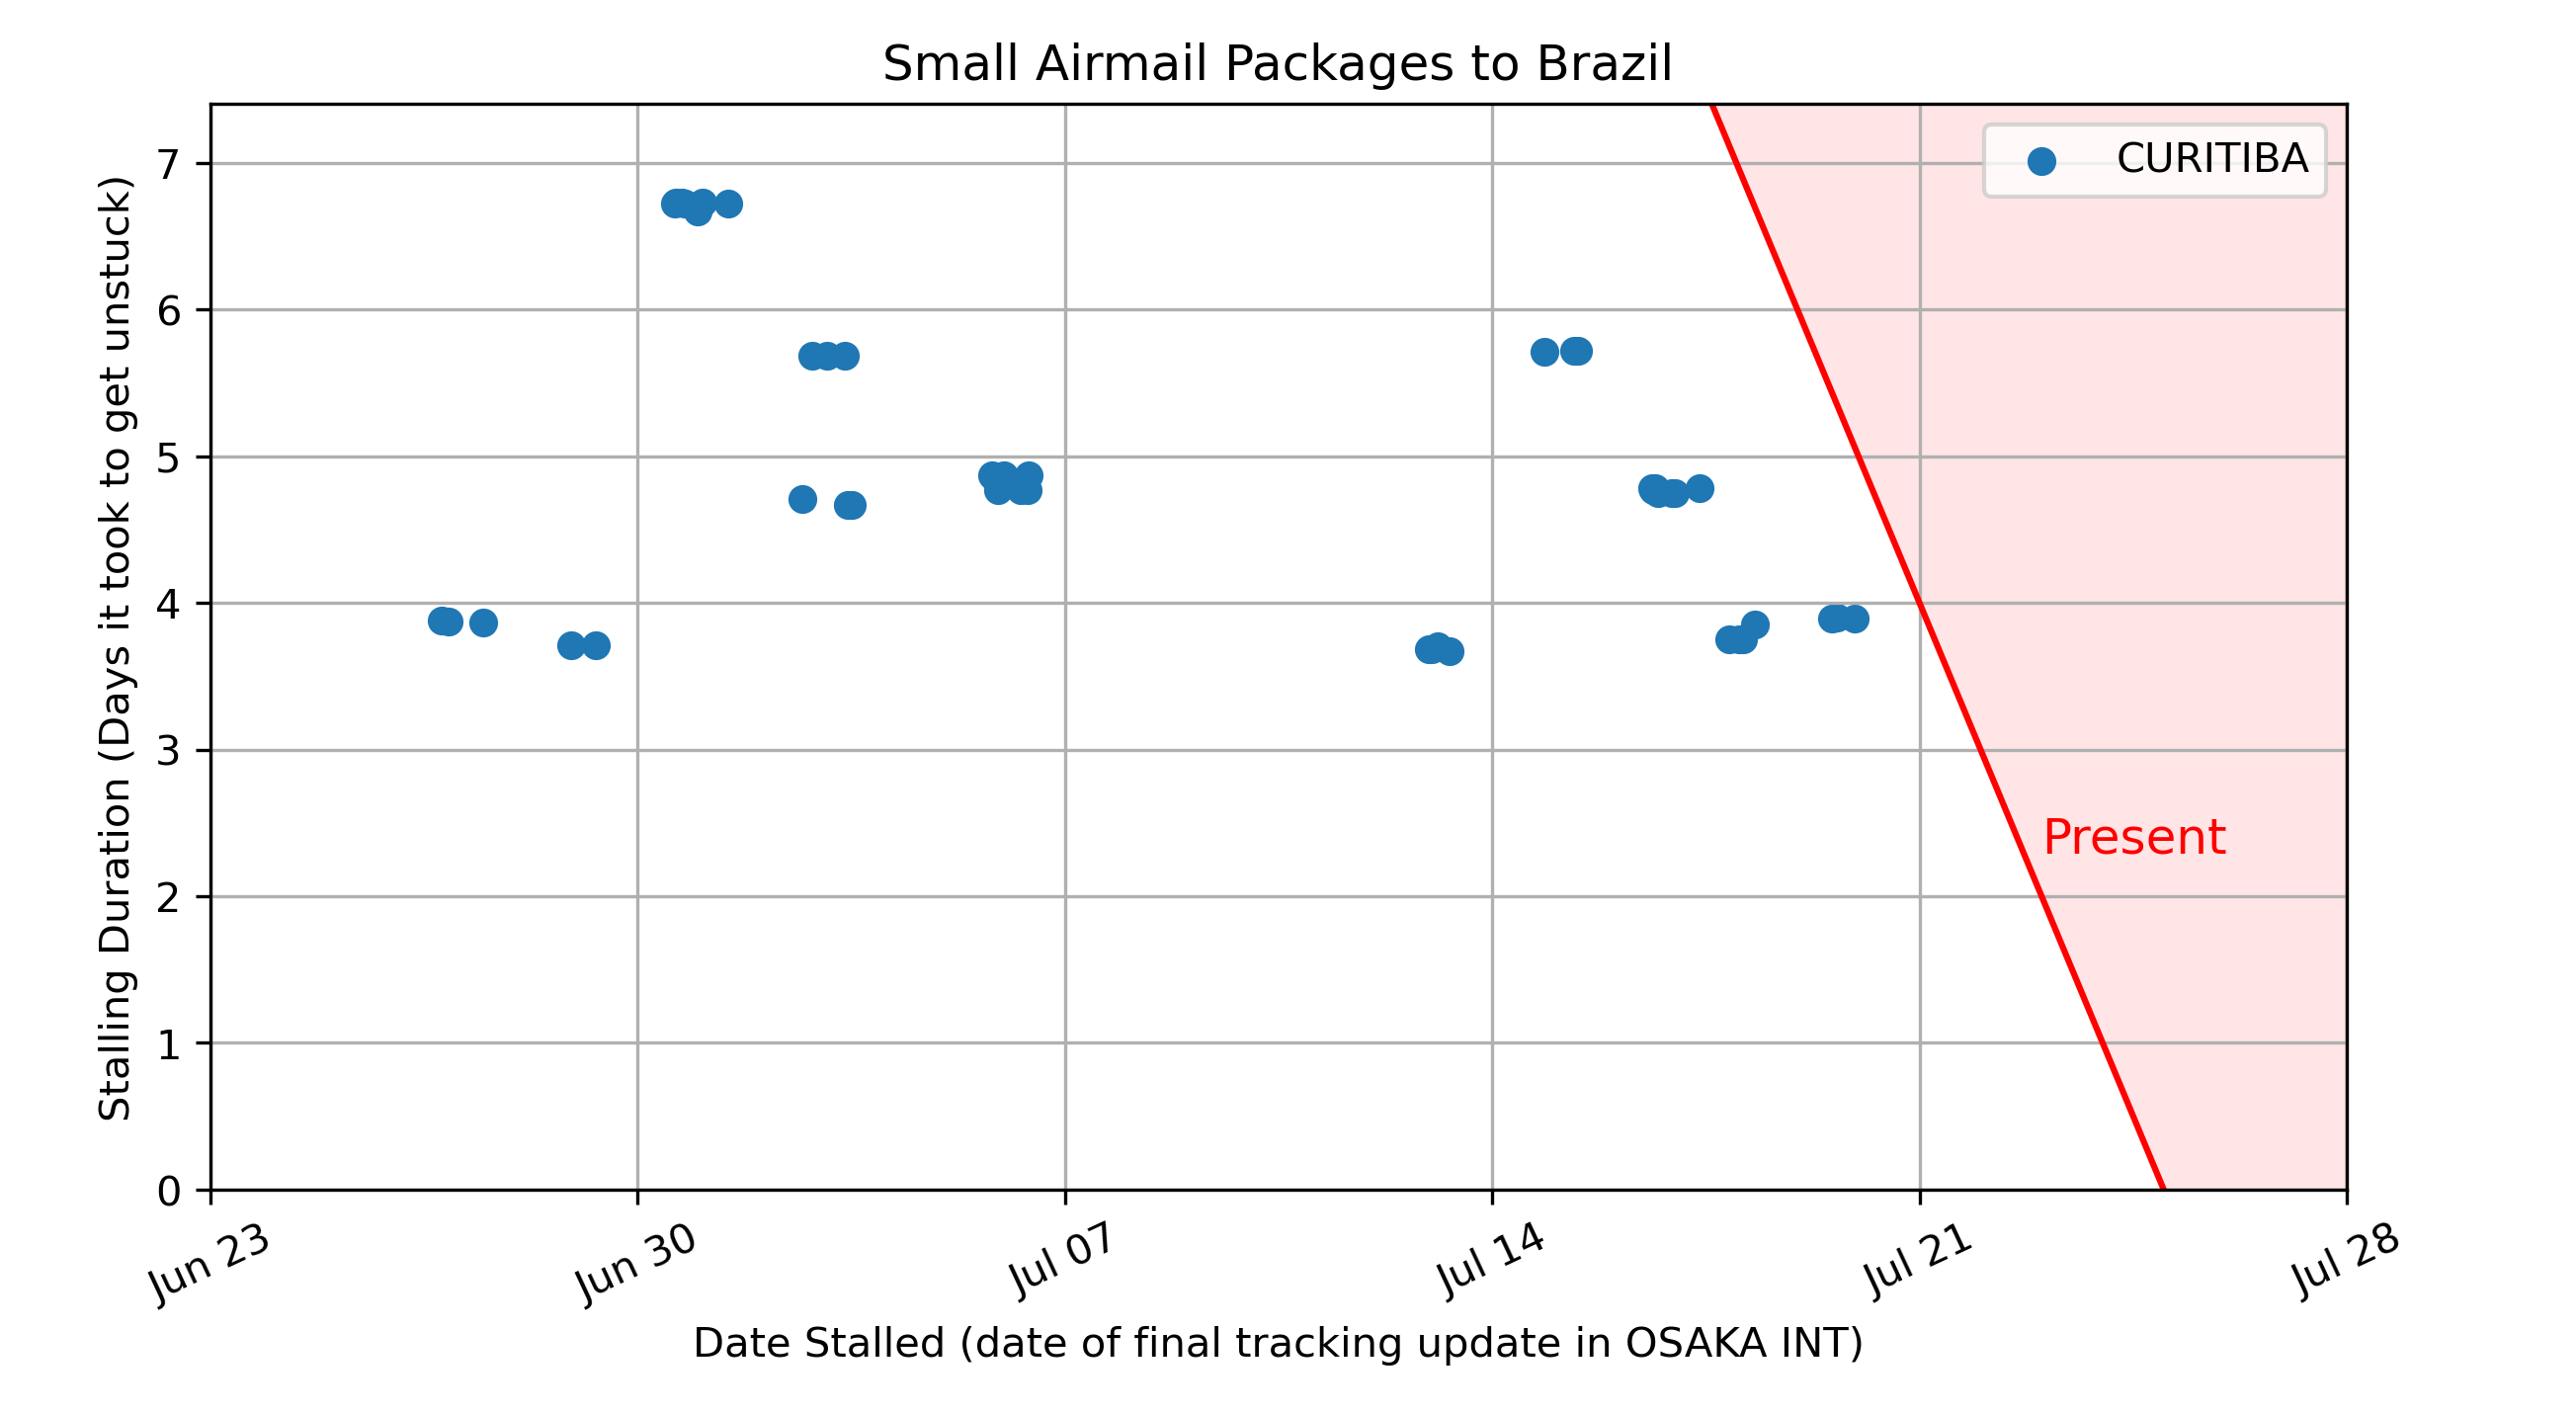 Small Airmail Packages to Brazil
CURITIBA
Stalling Duration (Days it took to get unstuck)
7
6
5
4
3
2
1
0
Present
Jun 23
Jun 30
Jul 07
Jul 14
Jul 21
Jul 28
Date Stalled (date of final tracking update in OSAKA INT)